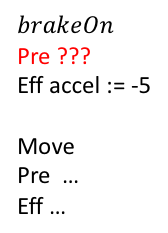 brakeOn
Pre ???
Eff accel := -5
Move
Pre ...
Eff ...